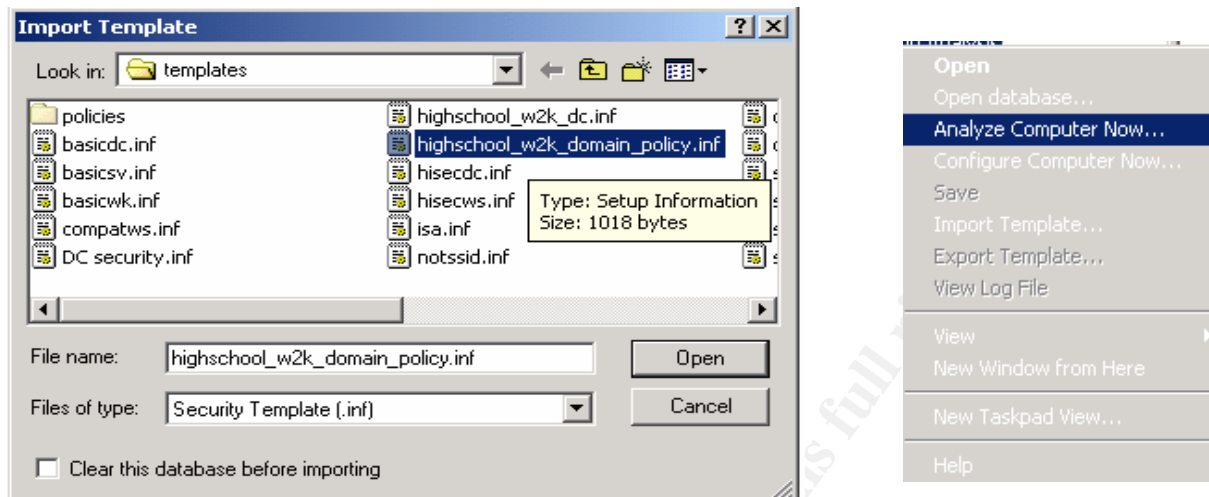 Import Template
Look in: templates
policies
basicdc.inf
basicsv.inf
basicwk.inf
compatws.inf
DC security.inf
highschool_w2k_dc.inf
highschool_w2k_domain_policy.inf
hisecdc.inf
hisecws.inf
isa.inf
notssid.inf
Type: Setup Information
Size: 1018 bytes
File name: highschool_w2k_domain_policy.inf
Open
Files of type: Security Template (.inf)
Cancel
Clear this database before importing
Open
Open database...
Analyze Computer Now...
Configure Computer Now...
Save
Import Template...
Export Template...
View Log File
View
New Window from Here
New Taskpad View...
Help